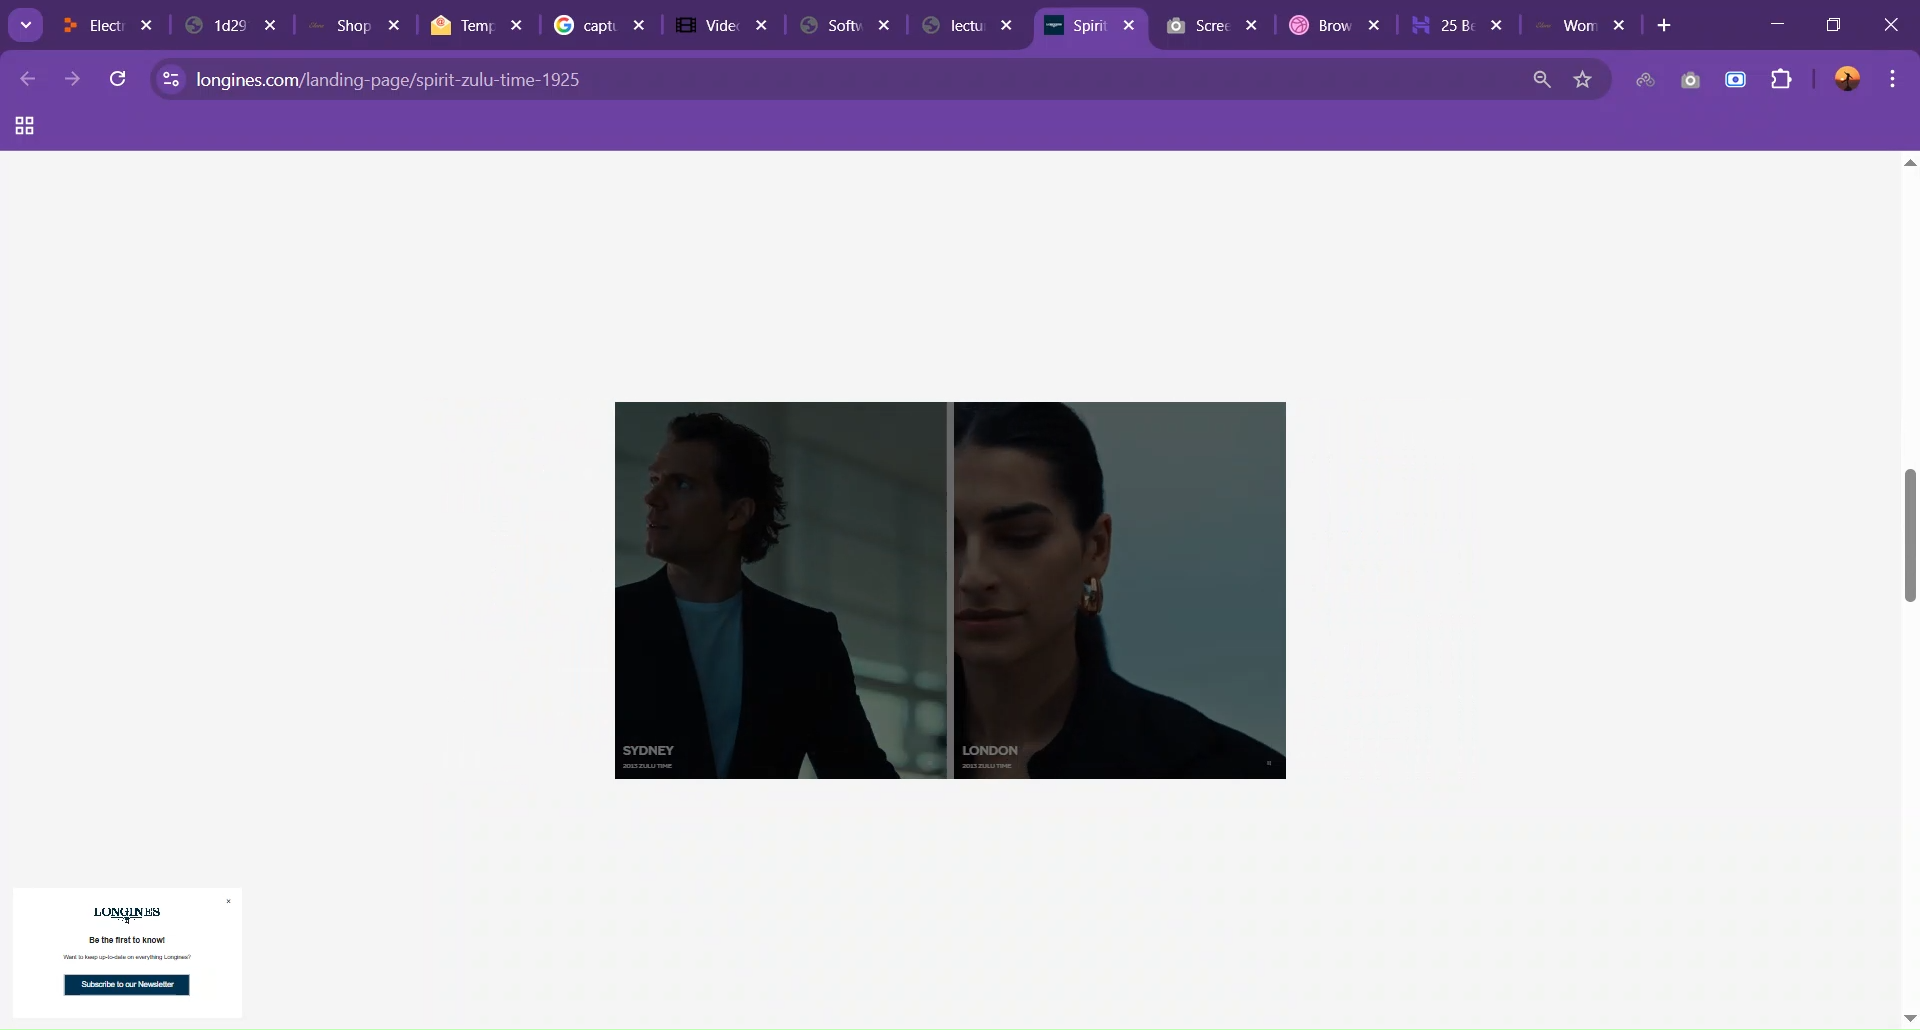 Elect
1d29
Shop
Temp
captu
Vide
Softw
lectu
Spirit
Scree
Brow
25 Be
Wom
longines.com/landing-page/spirit-zulu-time-1925
SYDNEY
2013 ZULU TIME
LONDON
2013 ZULU TIME
LONGINES
Be the first to know!
Want to keep up-to-date on everything Longines?
Subscribe to our Newsletter